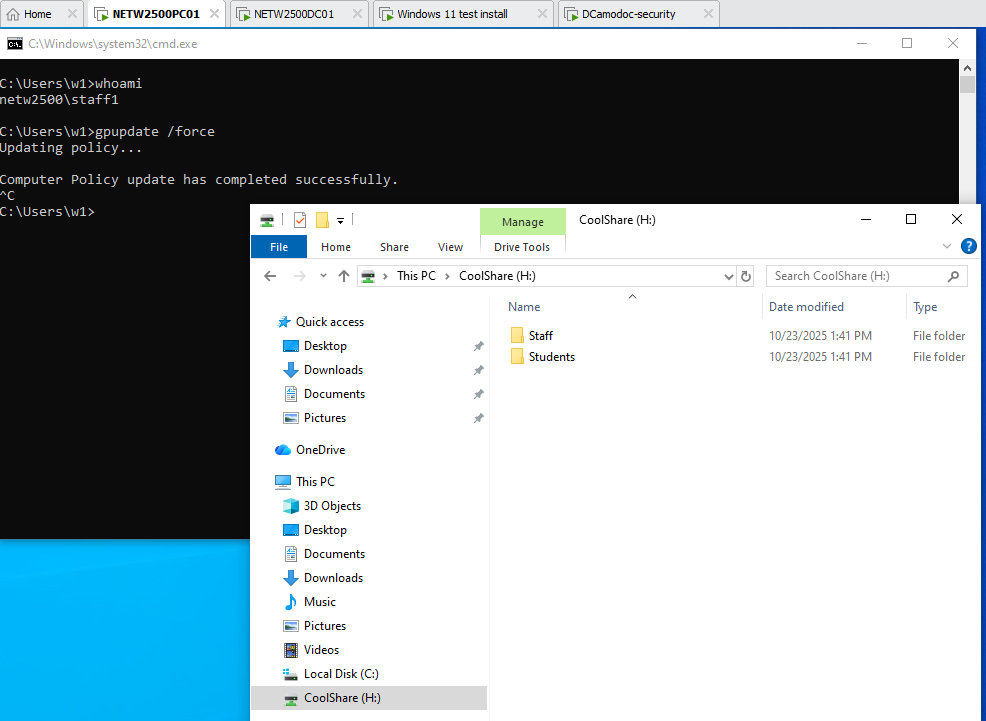 Home
NETW2500PC01
NETW2500DC01
Windows 11 test install
DCamodoc-security
C:\Windows\system32\cmd.exe
C:\Users\w1>whoami
netw2500\staff1
C:\Users\w1>gpupdate /force
Updating policy...
Computer Policy update has completed successfully.
^C
C:\Users\w1>
Manage
CoolShare (H:)
File
Home
Share
View
Drive Tools
This PC
CoolShare (H:)
Search CoolShare (H:)
Name
Date modified
Type
Staff
10/23/2025 1:41 PM
File folder
Students
10/23/2025 1:41 PM
File folder
Quick access
Desktop
Downloads
Documents
Pictures
OneDrive
This PC
3D Objects
Desktop
Documents
Downloads
Music
Pictures
Videos
Local Disk (C:)
CoolShare (H:)